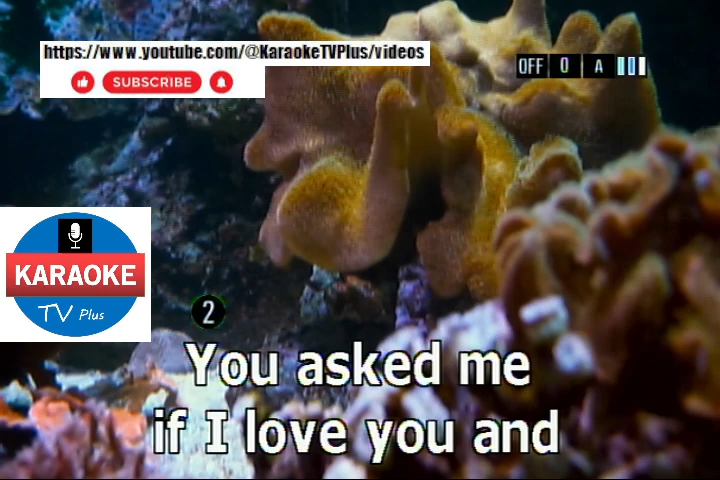 https://www.youtube.com/@KaraokeTVPlus/videos
SUBSCRIBE
OFF 0 A
KARAOKE
TV Plus
2
You asked me
if I love you and